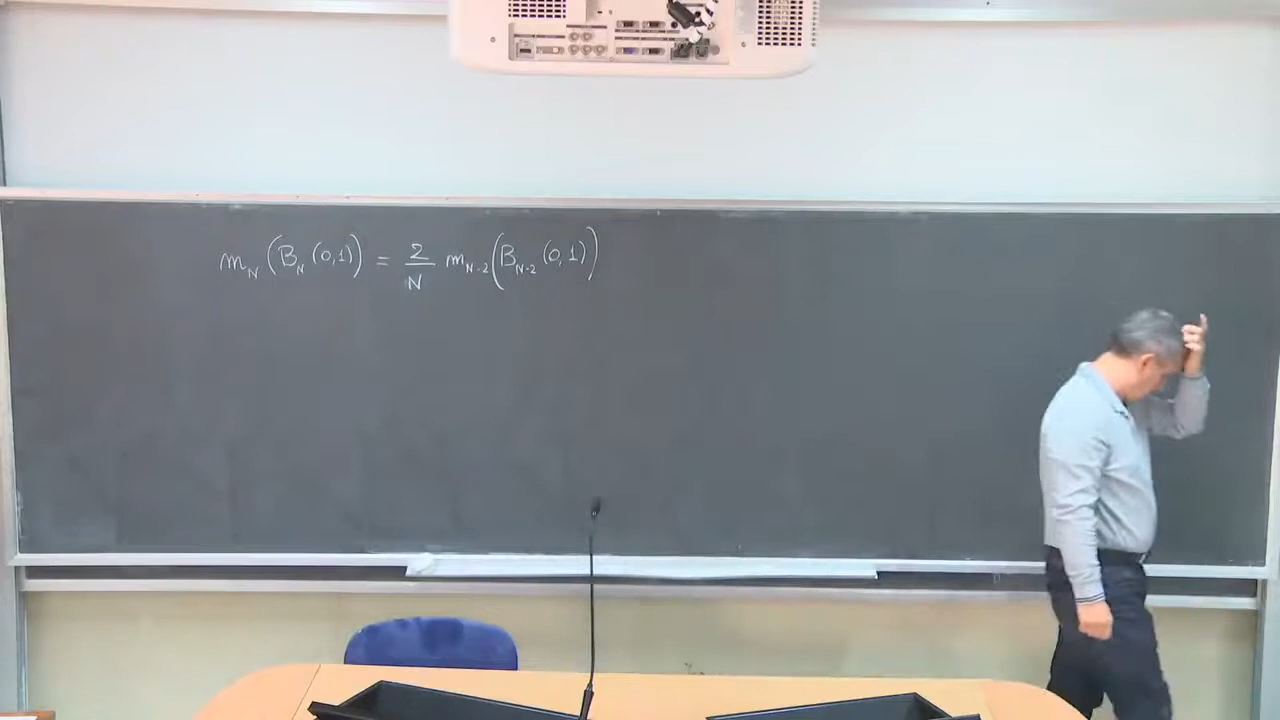 m_N (B_N (0,1)) = 2/N m_{N-2} (B_{N-2} (0,1))